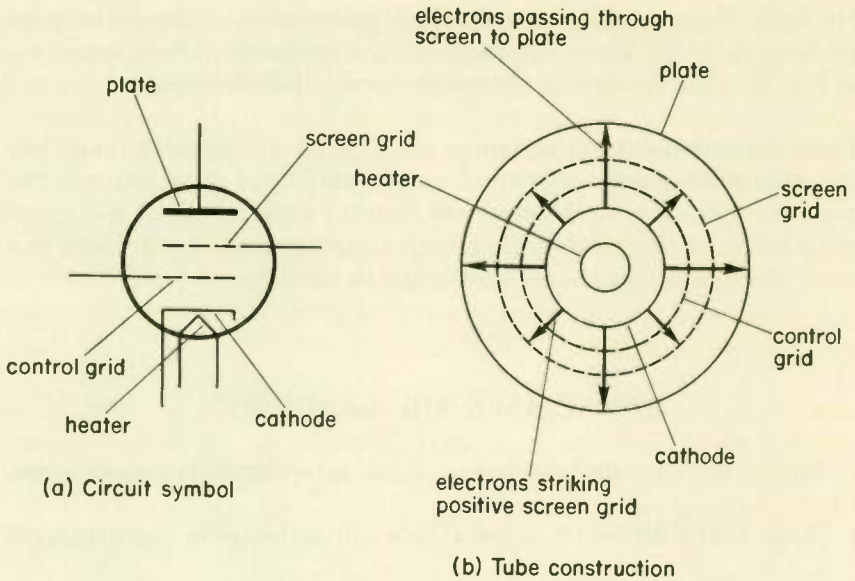 plate
screen grid
control grid
heater
cathode
(a) Circuit symbol
electrons passing through
screen to plate
plate
heater
screen
grid
control
grid
cathode
electrons striking
positive screen grid
(b) Tube construction